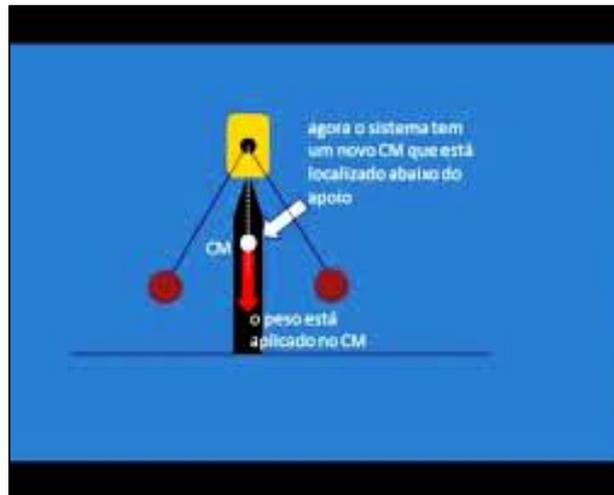 agora o sistema tem
um novo CM que está
localizado abaixo do
apoio
CM
o peso está
aplicado no CM